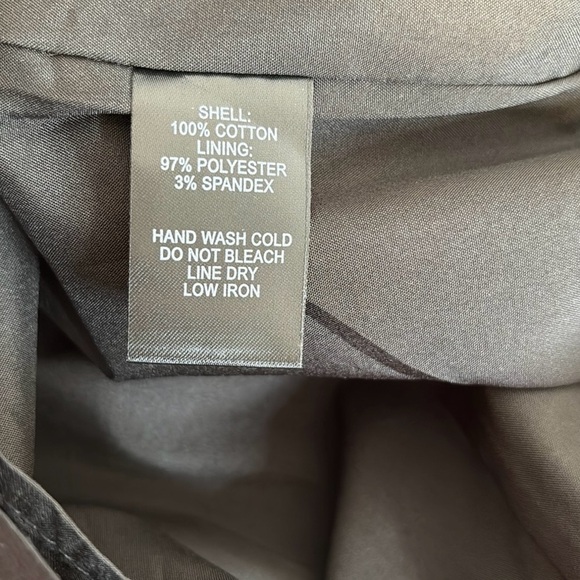 SHELL:
100% COTTON
LINING:
97% POLYESTER
3% SPANDEX
HAND WASH COLD
DO NOT BLEACH
LINE DRY
LOW IRON